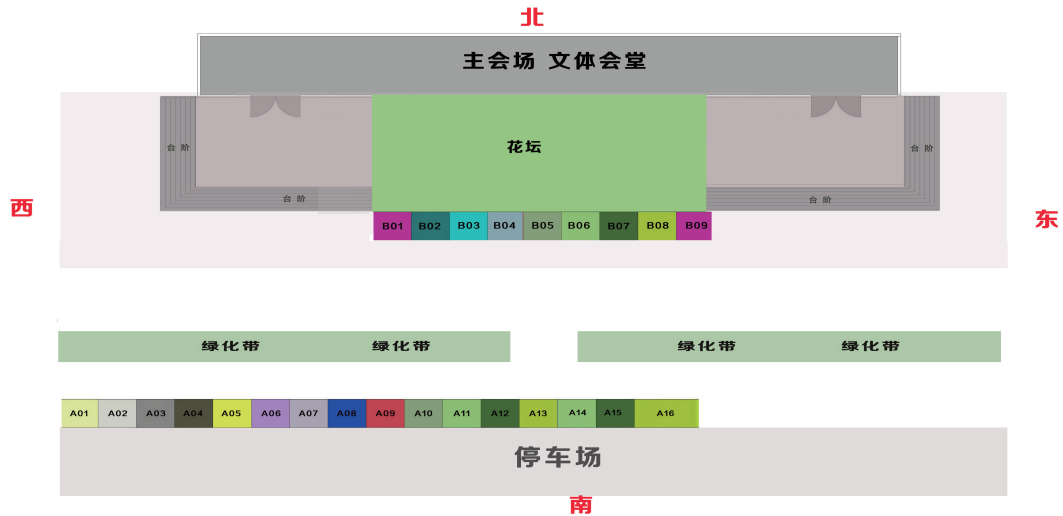 北
主会场 文体会堂
花坛
台 阶
台 阶
台 阶
台 阶
西
东
B01 B02 B03 B04 B05 B06 B07 B08 B09
绿化带 绿化带 绿化带 绿化带
A01 A02 A03 A04 A05 A06 A07 A08 A09 A10 A11 A12 A13 A14 A15 A16
停车场
南